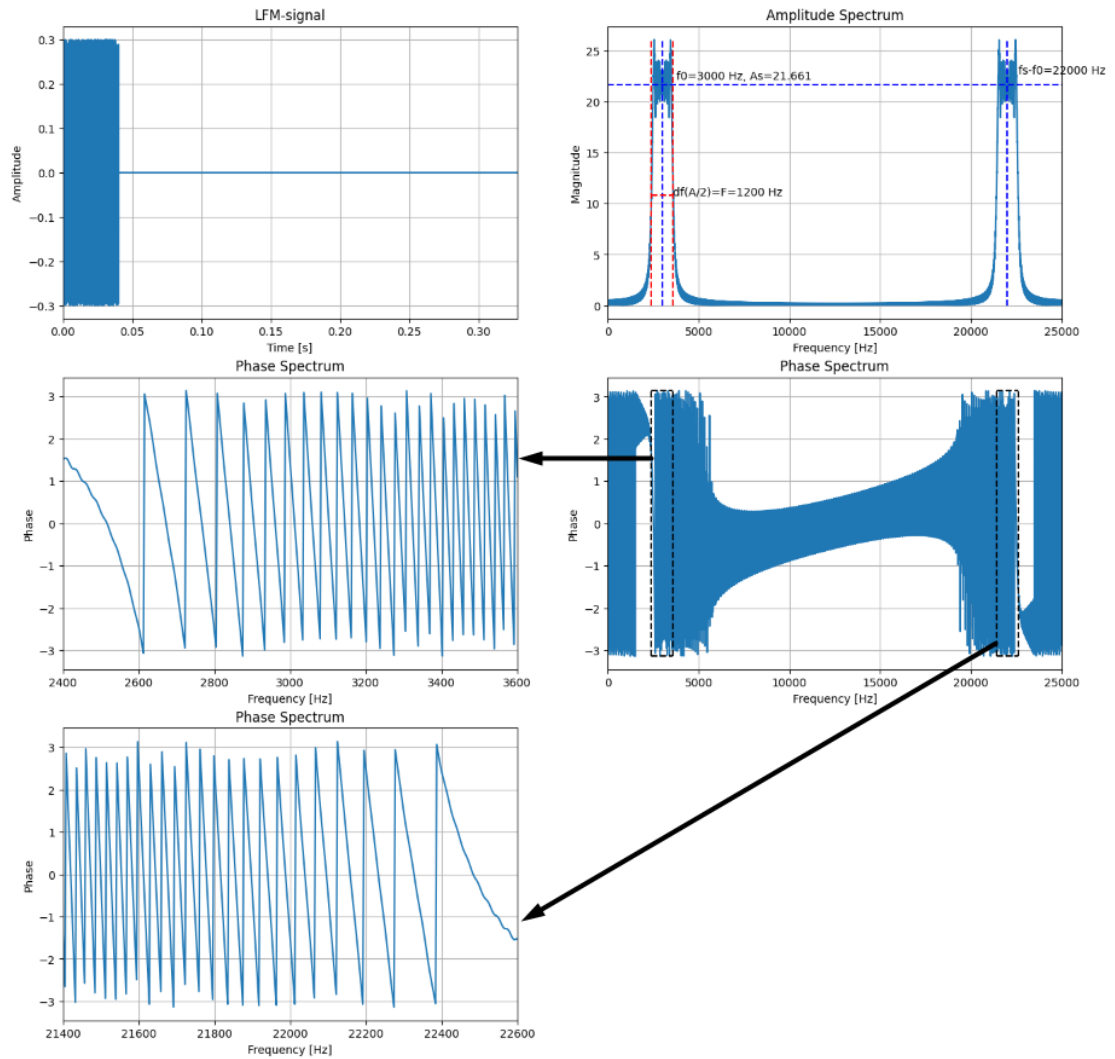 LFM-signal
0.3
0.2
0.1
0.0
−0.1
−0.2
−0.3
Amplitude
0.00 0.05 0.10 0.15 0.20 0.25 0.30
Time [s]
Amplitude Spectrum
25
20
15
10
5
0
Magnitude
f0=3000 Hz, As=21.661
fs-f0=22000 Hz
df(A/2)=F=1200 Hz
0 5000 10000 15000 20000 25000
Frequency [Hz]
Phase Spectrum
3
2
1
0
−1
−2
−3
Phase
2400 2600 2800 3000 3200 3400 3600
Frequency [Hz]
Phase Spectrum
3
2
1
0
−1
−2
−3
Phase
0 5000 10000 15000 20000 25000
Frequency [Hz]
Phase Spectrum
3
2
1
0
−1
−2
−3
Phase
21400 21600 21800 22000 22200 22400 22600
Frequency [Hz]